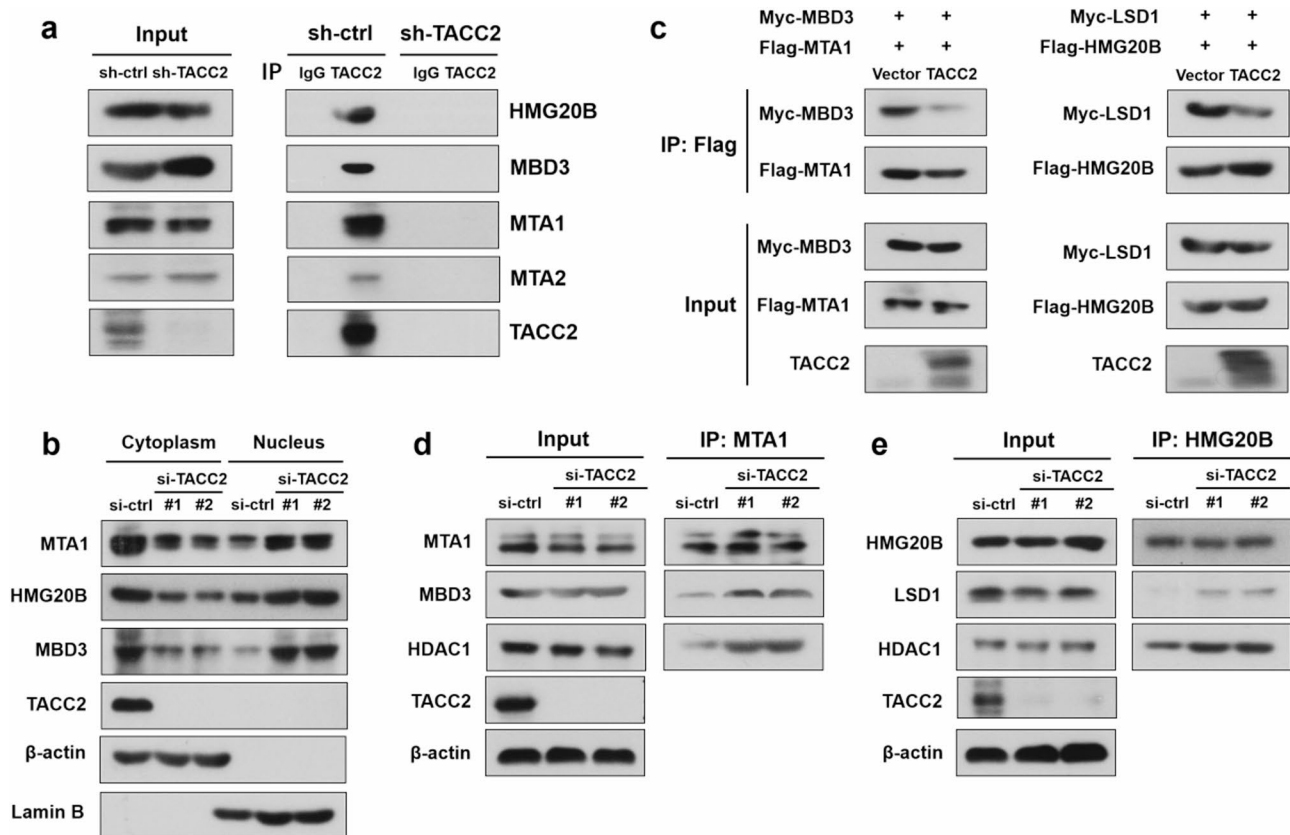 a
Input
sh-ctrl sh-TACC2
IP
sh-ctrl
sh-TACC2
IgG TACC2
IgG TACC2
HMG20B
MBD3
MTA1
MTA2
TACC2
c
Myc-MBD3 + +
Flag-MTA1 + +
Vector TACC2
IP: Flag
Myc-MBD3
Flag-MTA1
Input
Myc-MBD3
Flag-MTA1
TACC2
Myc-LSD1 + +
Flag-HMG20B + +
Vector TACC2
Myc-LSD1
Flag-HMG20B
Myc-LSD1
Flag-HMG20B
TACC2
b
Cytoplasm Nucleus
si-TACC2 si-TACC2
si-ctrl #1 #2 si-ctrl #1 #2
MTA1
HMG20B
MBD3
TACC2
β-actin
Lamin B
d
Input IP: MTA1
si-TACC2 si-TACC2
si-ctrl #1 #2 si-ctrl #1 #2
MTA1
MBD3
HDAC1
TACC2
β-actin
e
Input IP: HMG20B
si-TACC2 si-TACC2
si-ctrl #1 #2 si-ctrl #1 #2
HMG20B
LSD1
HDAC1
TACC2
β-actin